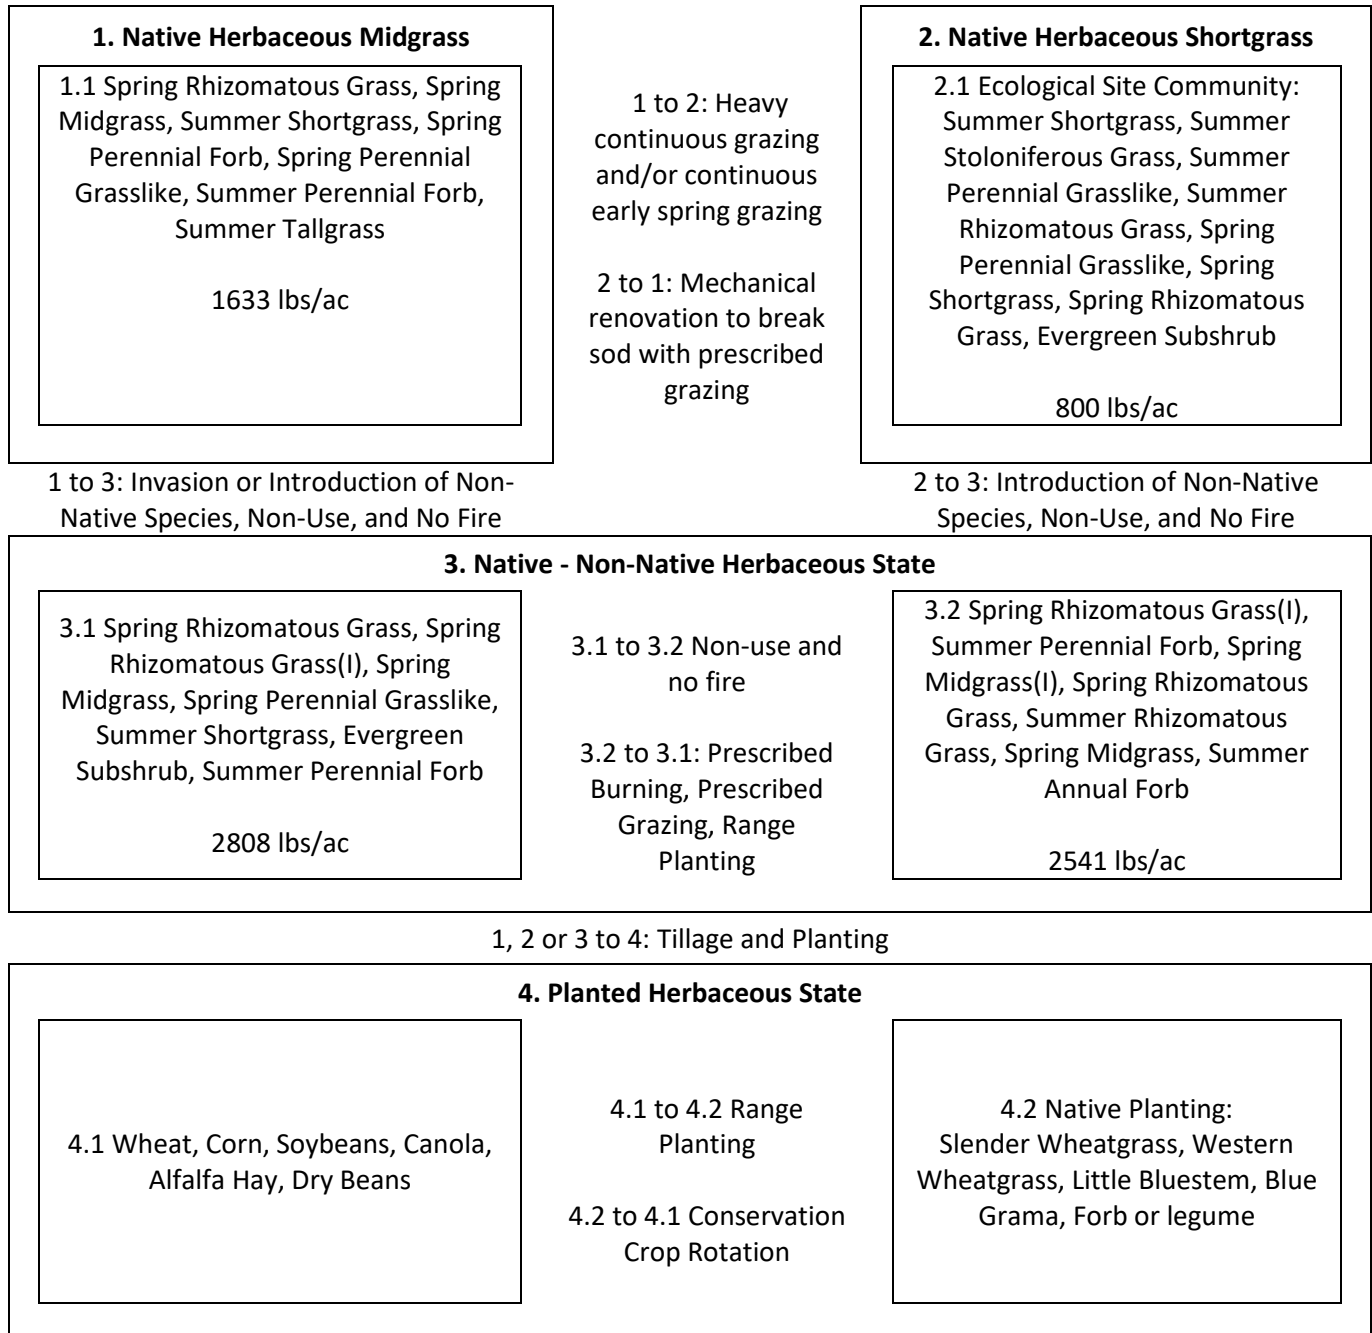 1. Native Herbaceous Midgrass
1.1 Spring Rhizomatous Grass, Spring
Midgrass, Summer Shortgrass, Spring
Perennial Forb, Spring Perennial
Grasslike, Summer Perennial Forb,
Summer Tallgrass
1633 lbs/ac
1 to 2: Heavy
continuous grazing
and/or continuous
early spring grazing
2 to 1: Mechanical
renovation to break
sod with prescribed
grazing
2. Native Herbaceous Shortgrass
2.1 Ecological Site Community:
Summer Shortgrass, Summer
Stoloniferous Grass, Summer
Perennial Grasslike, Summer
Rhizomatous Grass, Spring
Perennial Grasslike, Spring
Shortgrass, Spring Rhizomatous
Grass, Evergreen Subshrub
800 lbs/ac
1 to 3: Invasion or Introduction of Non-
Native Species, Non-Use, and No Fire
2 to 3: Introduction of Non-Native
Species, Non-Use, and No Fire
3. Native - Non-Native Herbaceous State
3.1 Spring Rhizomatous Grass, Spring
Rhizomatous Grass(I), Spring
Midgrass, Spring Perennial Grasslike,
Summer Shortgrass, Evergreen
Subshrub, Summer Perennial Forb
2808 lbs/ac
3.1 to 3.2 Non-use and
no fire
3.2 to 3.1: Prescribed
Burning, Prescribed
Grazing, Range
Planting
3.2 Spring Rhizomatous Grass(I),
Summer Perennial Forb, Spring
Midgrass(I), Spring Rhizomatous
Grass, Summer Rhizomatous
Grass, Spring Midgrass, Summer
Annual Forb
2541 lbs/ac
1, 2 or 3 to 4: Tillage and Planting
4. Planted Herbaceous State
4.1 Wheat, Corn, Soybeans, Canola,
Alfalfa Hay, Dry Beans
4.1 to 4.2 Range
Planting
4.2 to 4.1 Conservation
Crop Rotation
4.2 Native Planting:
Slender Wheatgrass, Western
Wheatgrass, Little Bluestem, Blue
Grama, Forb or legume